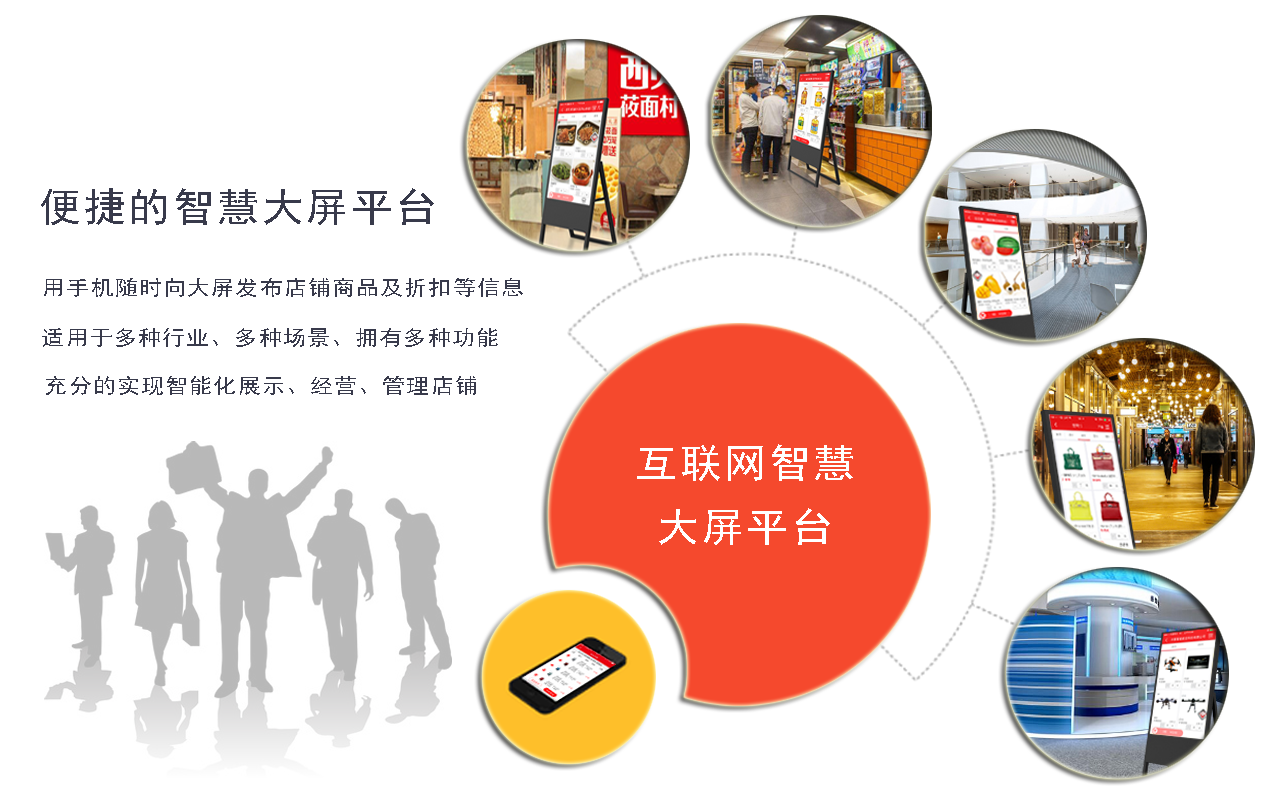 便捷的智慧大屏平台
用手机随时向大屏发布店铺商品及折扣等信息
适用于多种行业、多种场景、拥有多种功能
充分的实现智能化展示、经营、管理店铺
互联网智慧
大屏平台
莜面村